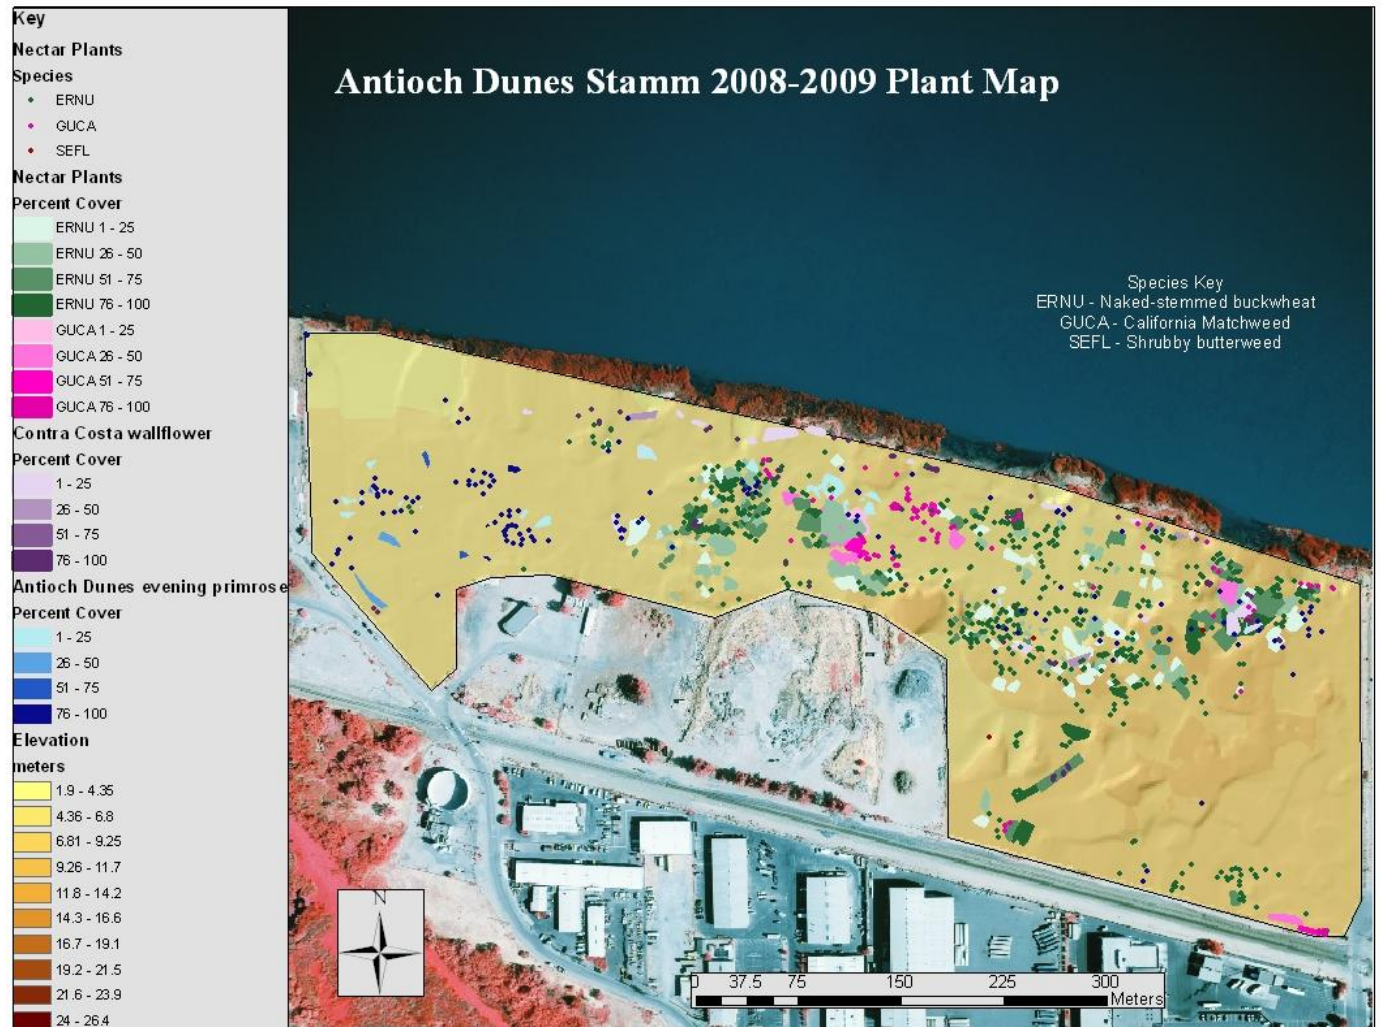 Key
Nectar Plants
Species
ERNU
GUCA
SEFL
Nectar Plants
Percent Cover
ERNU 1 - 25
ERNU 26 - 50
ERNU 51 - 75
ERNU 76 - 100
GUCA 1 - 25
GUCA 26 - 50
GUCA 51 - 75
GUCA 76 - 100
Contra Costa wallflower
Percent Cover
1 - 25
26 - 50
51 - 75
76 - 100
Antioch Dunes evening primrose
Percent Cover
1 - 25
26 - 50
51 - 75
76 - 100
Elevation
meters
1.9 - 4.35
4.36 - 6.8
6.81 - 9.25
9.26 - 11.7
11.8 - 14.2
14.3 - 16.6
16.7 - 19.1
19.2 - 21.5
21.6 - 23.9
24 - 26.4
Antioch Dunes Stamm 2008-2009 Plant Map
Species Key
ERNU - Naked-stemmed buckwheat
GUCA - California Matchweed
SEFL - Shrubby butterweed
N
0 37.5 75 150 225 300
Meters